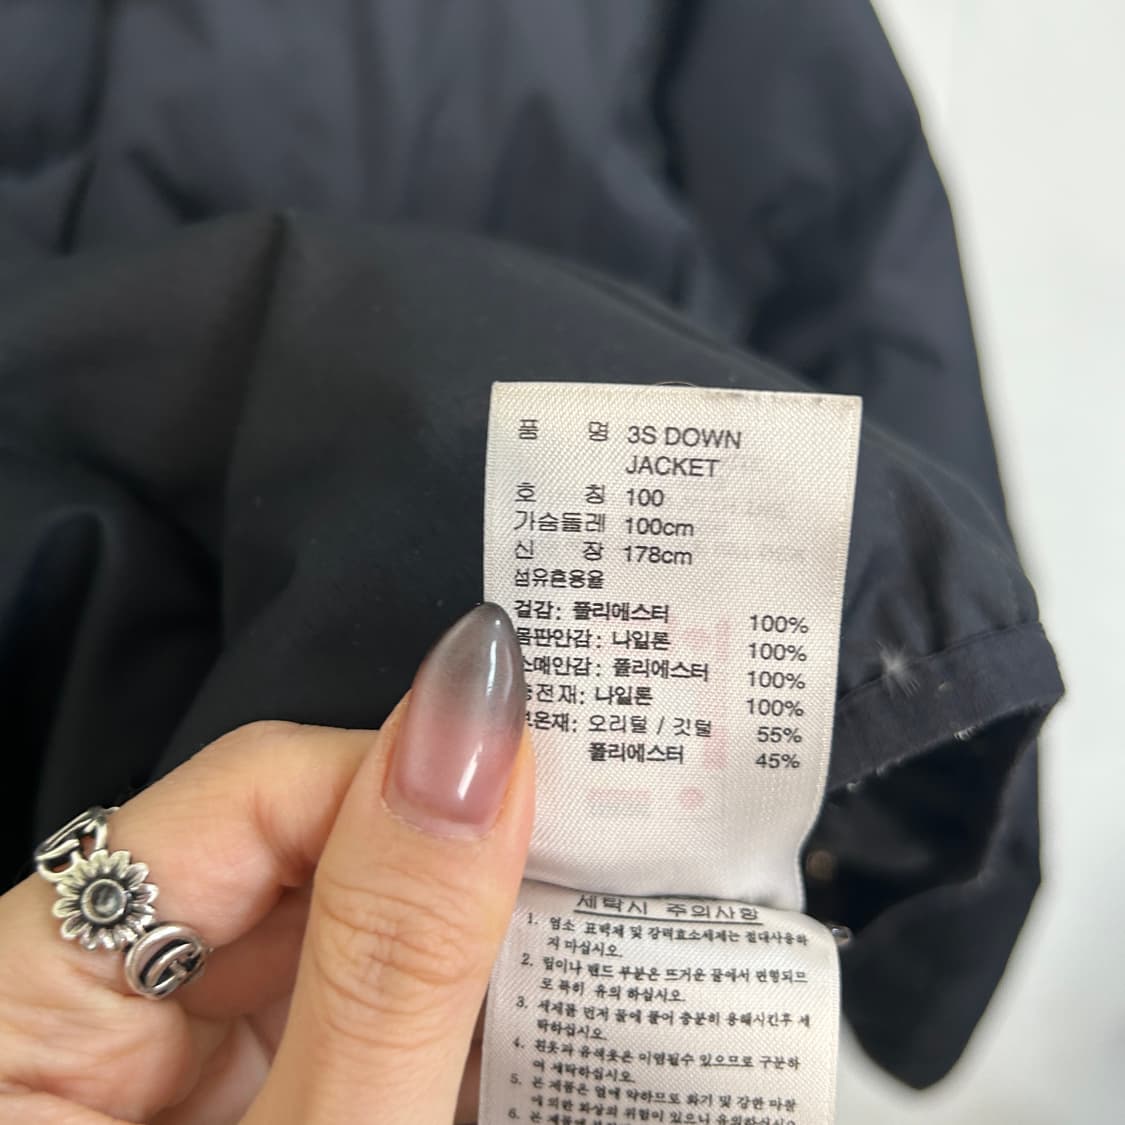 품 명 3S DOWN
JACKET
호 칭 100
가슴둘레 100cm
신 장 178cm
섬유혼용율
겉감: 폴리에스터 100%
몸판안감: 나일론 100%
소매안감: 폴리에스터 100%
충전재: 나일론 100%
보온재: 오리털 / 깃털 55%
폴리에스터 45%
세탁시 주의사항
1. 염소 표백제 및 강력효소세제는 절대사용하
지 마십시오.
2. 립이나 밴드 부분은 뜨거운 물에서 변형되므
로 특히 유의 하십시오.
3. 세제를 먼저 물에 풀어 충분히 용해시킨후 세
탁하십시오.
4. 흰옷과 유색옷은 이염될수 있으므로 구분하
여 세탁하십시오.
5. 본 제품은 열에 약하므로 화기 및 강한 마찰
에 의한 화상의 위험이 있으니 유의하십시오
6. 본 제품에